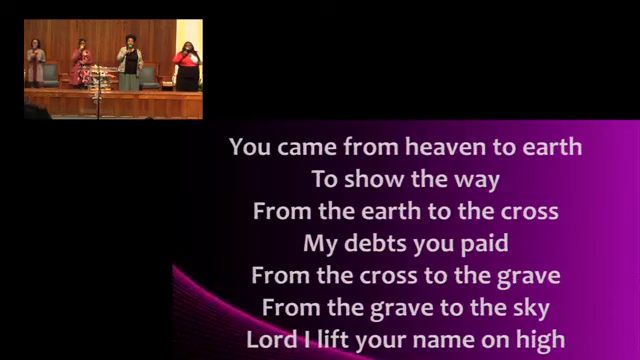 You came from heaven to earth
To show the way
From the earth to the cross
My debts you paid
From the cross to the grave
From the grave to the sky
Lord I lift your name on high